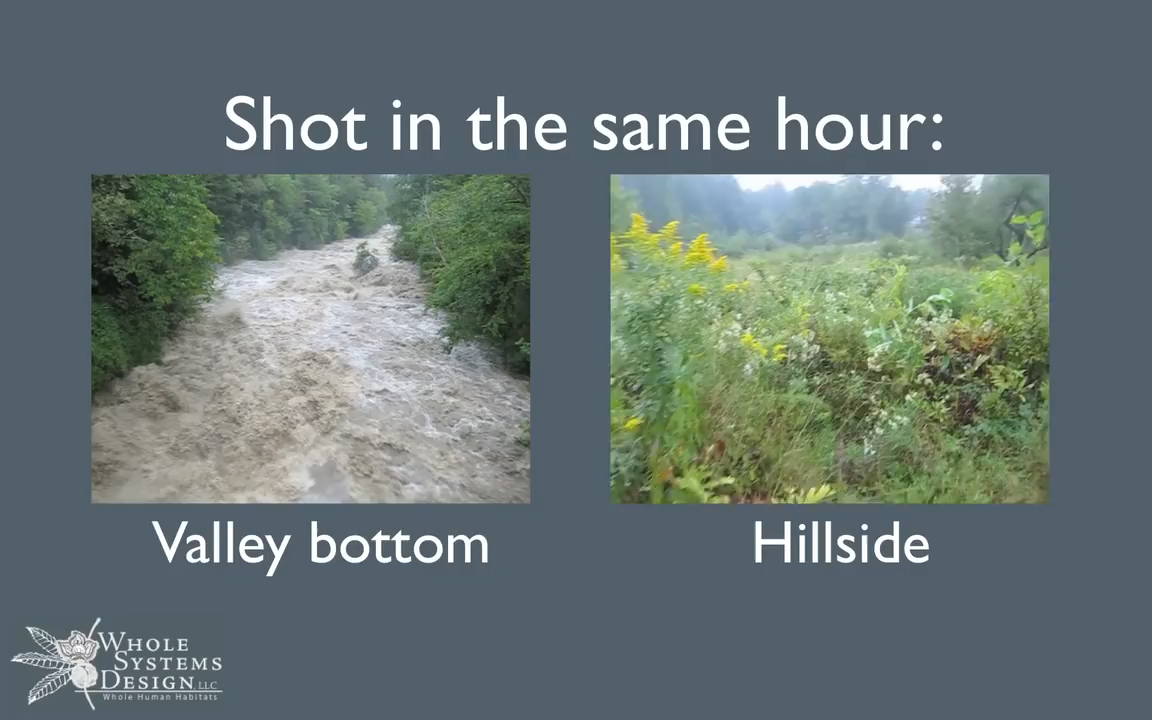 Shot in the same hour:
Valley bottom
Hillside
Whole
Systems
Design LLC
Whole Human Habitats